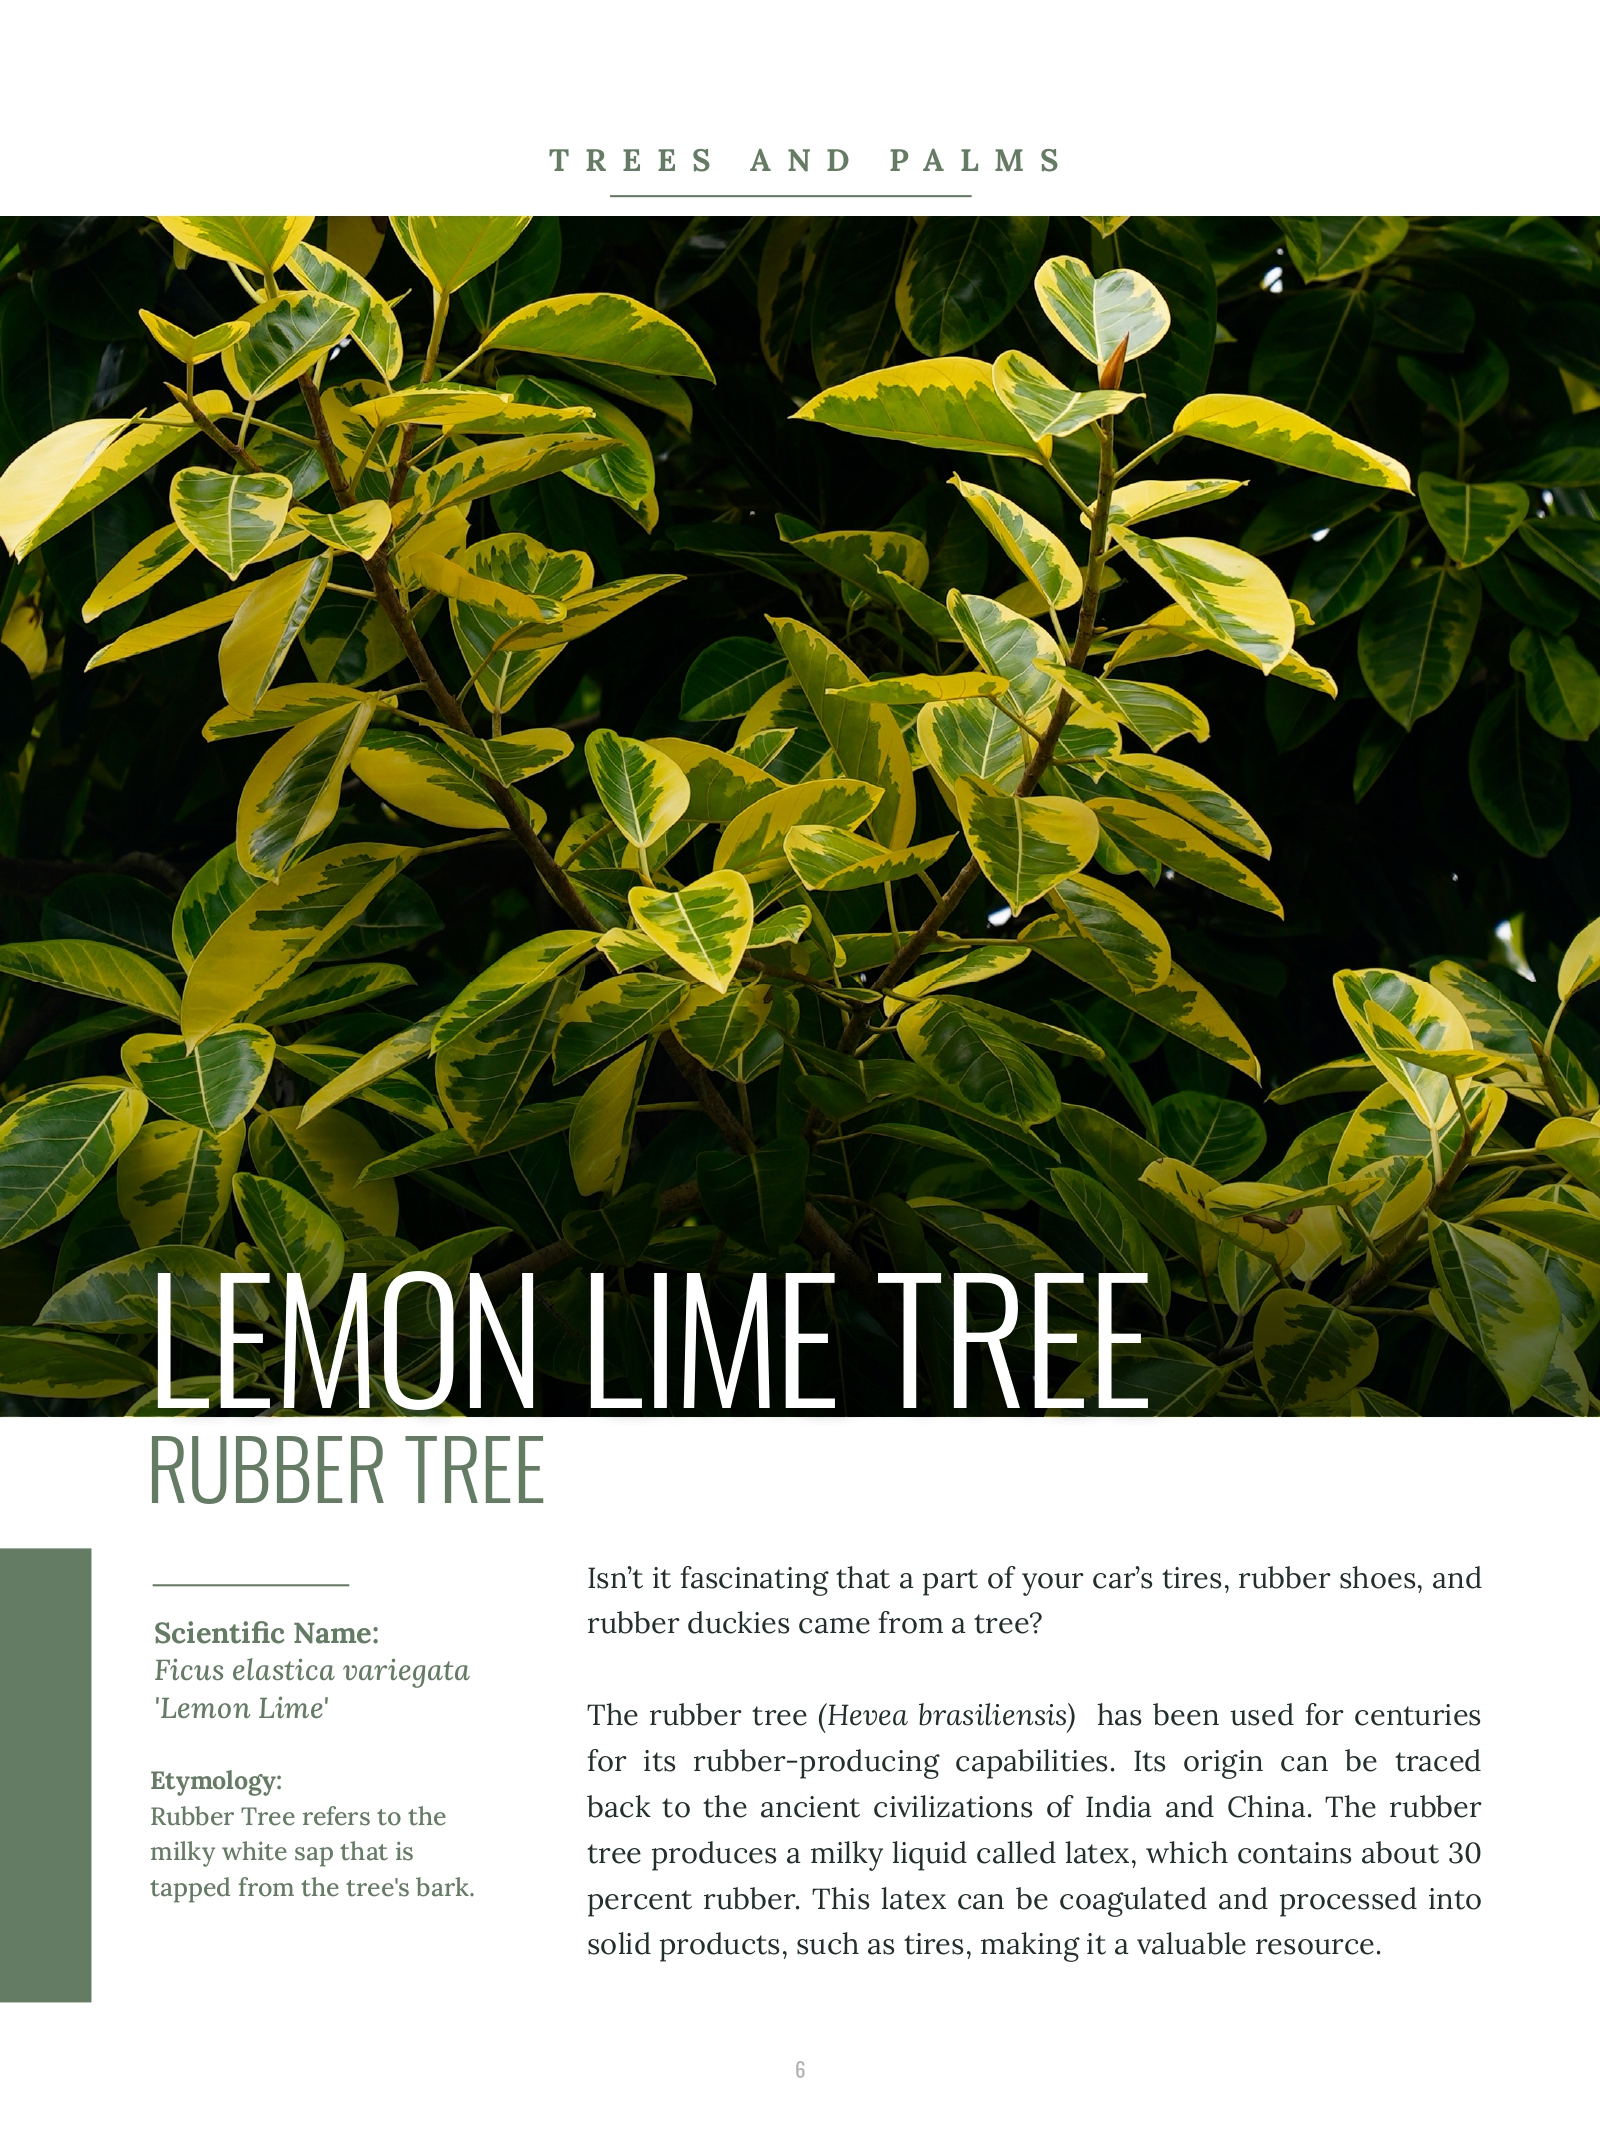 TREES AND PALMS
LEMON LIME TREE
RUBBER TREE
Scientific Name:
Ficus elastica variegata
'Lemon Lime'
Etymology:
Rubber Tree refers to the
milky white sap that is
tapped from the tree's bark.
Isn’t it fascinating that a part of your car’s tires, rubber shoes, and
rubber duckies came from a tree?
The rubber tree (Hevea brasiliensis) has been used for centuries
for its rubber-producing capabilities. Its origin can be traced
back to the ancient civilizations of India and China. The rubber
tree produces a milky liquid called latex, which contains about 30
percent rubber. This latex can be coagulated and processed into
solid products, such as tires, making it a valuable resource.
6